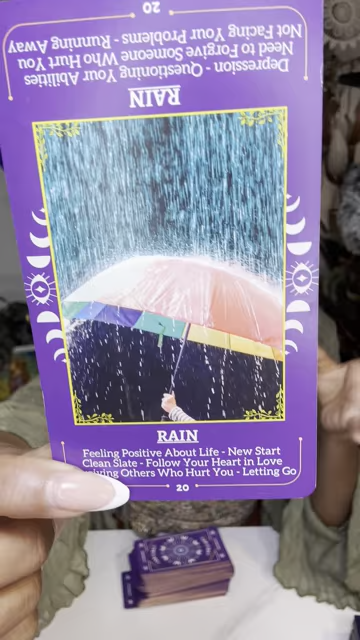 20
Not Facing Your Problems - Running Away
Need to Forgive Someone Who Hurt You
Depression - Questioning Your Abilities
RAIN
RAIN
Feeling Positive About Life - New Start
Clean Slate - Follow Your Heart in Love
Others Who Hurt You - Letting Go
20